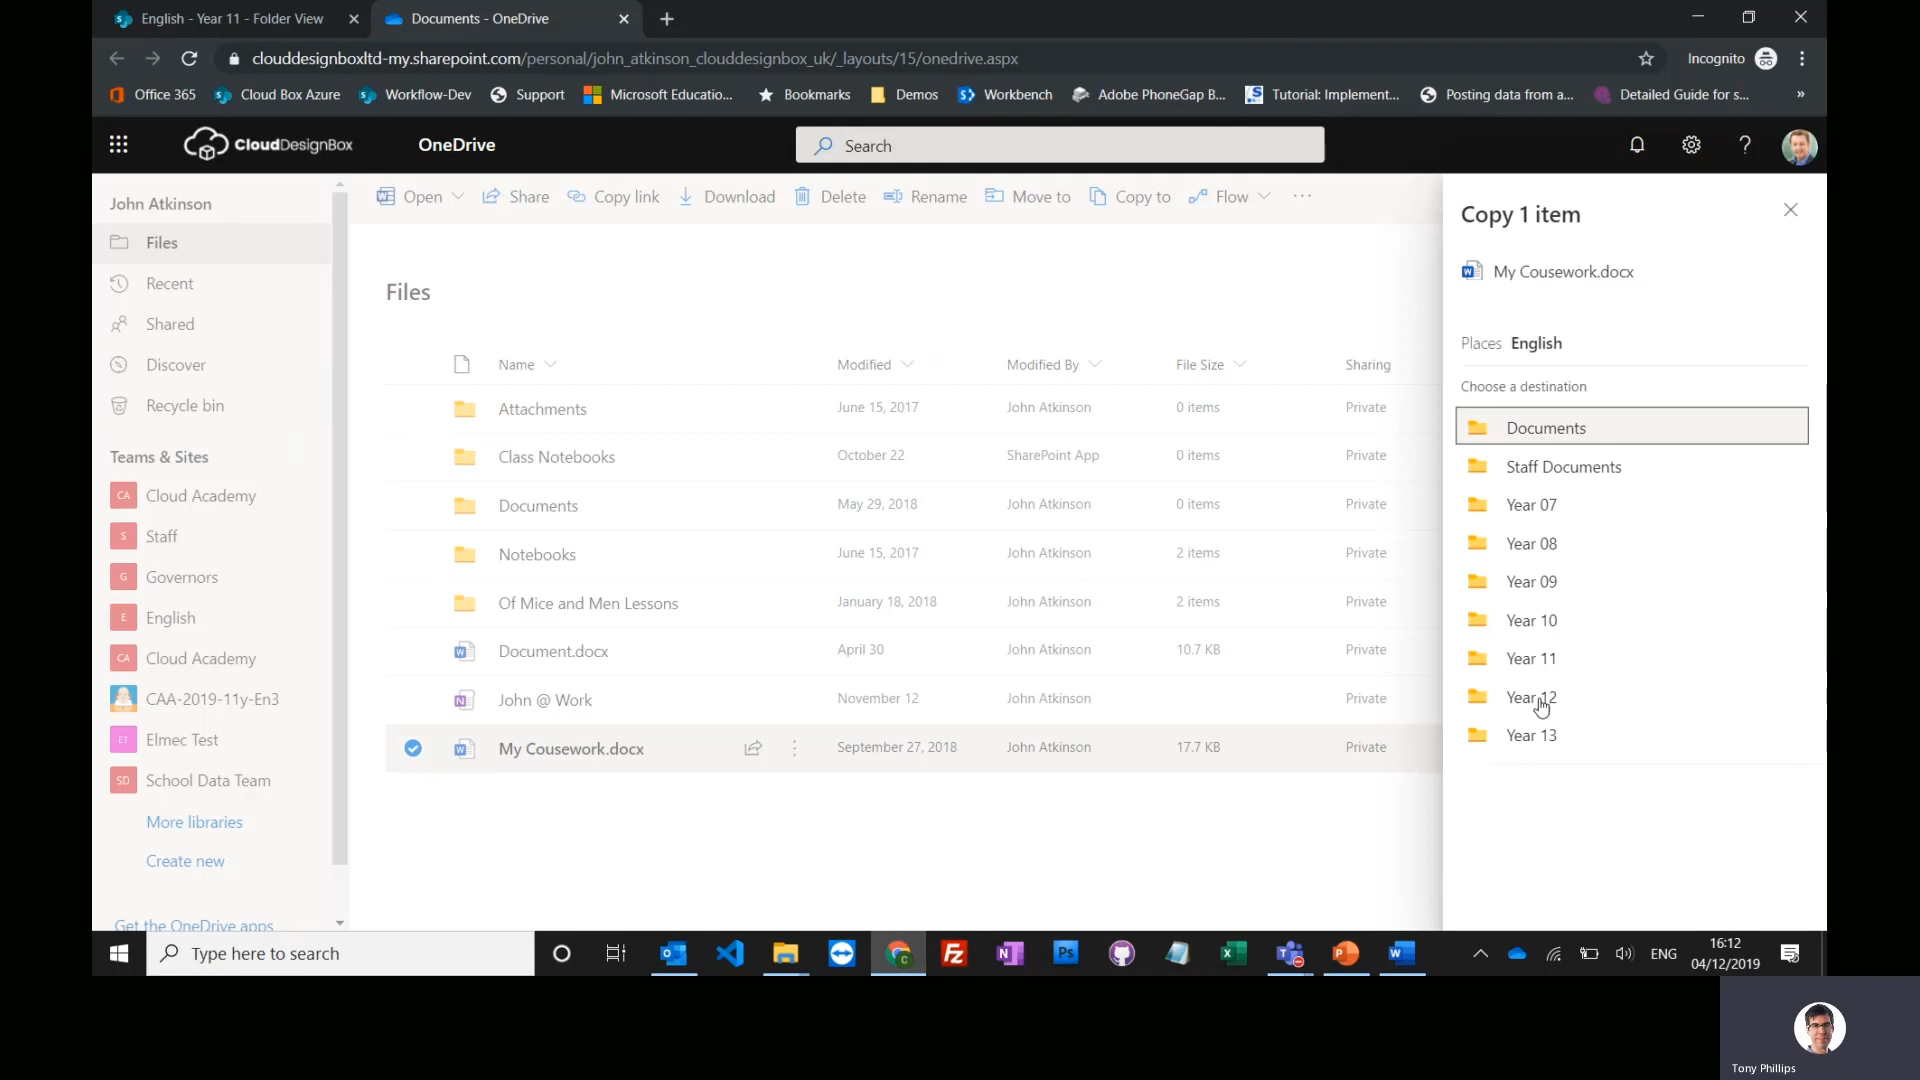 English - Year 11 - Folder View
Documents - OneDrive
clouddesignboxltd-my.sharepoint.com/personal/john_atkinson_clouddesignbox_uk/_layouts/15/onedrive.aspx
Incognito
Office 365
Cloud Box Azure
Workflow-Dev
Support
Microsoft Educatio...
Bookmarks
Demos
Workbench
Adobe PhoneGap B...
Tutorial: Implement...
Posting data from a...
Detailed Guide for s...
»
CloudDesignBox
OneDrive
Search
John Atkinson
Files
Recent
Shared
Discover
Recycle bin
Teams & Sites
CA Cloud Academy
S Staff
G Governors
E English
CA Cloud Academy
CAA-2019-11y-En3
ET Elmec Test
SD School Data Team
More libraries
Create new
Get the OneDrive apps
Open Share Copy link Download Delete Rename Move to Copy to Flow ...
Files
Name Modified Modified By File Size Sharing
Attachments June 15, 2017 John Atkinson 0 items Private
Class Notebooks October 22 SharePoint App 0 items Private
Documents May 29, 2018 John Atkinson 0 items Private
Notebooks June 15, 2017 John Atkinson 2 items Private
Of Mice and Men Lessons January 18, 2018 John Atkinson 2 items Private
Document.docx April 30 John Atkinson 10.7 KB Private
John @ Work November 12 John Atkinson Private
My Cousework.docx September 27, 2018 John Atkinson 17.7 KB Private
Copy 1 item
My Cousework.docx
Places English
Choose a destination
Documents
Staff Documents
Year 07
Year 08
Year 09
Year 10
Year 11
Year 12
Year 13
Type here to search
ENG
16:12
04/12/2019
Tony Phillips